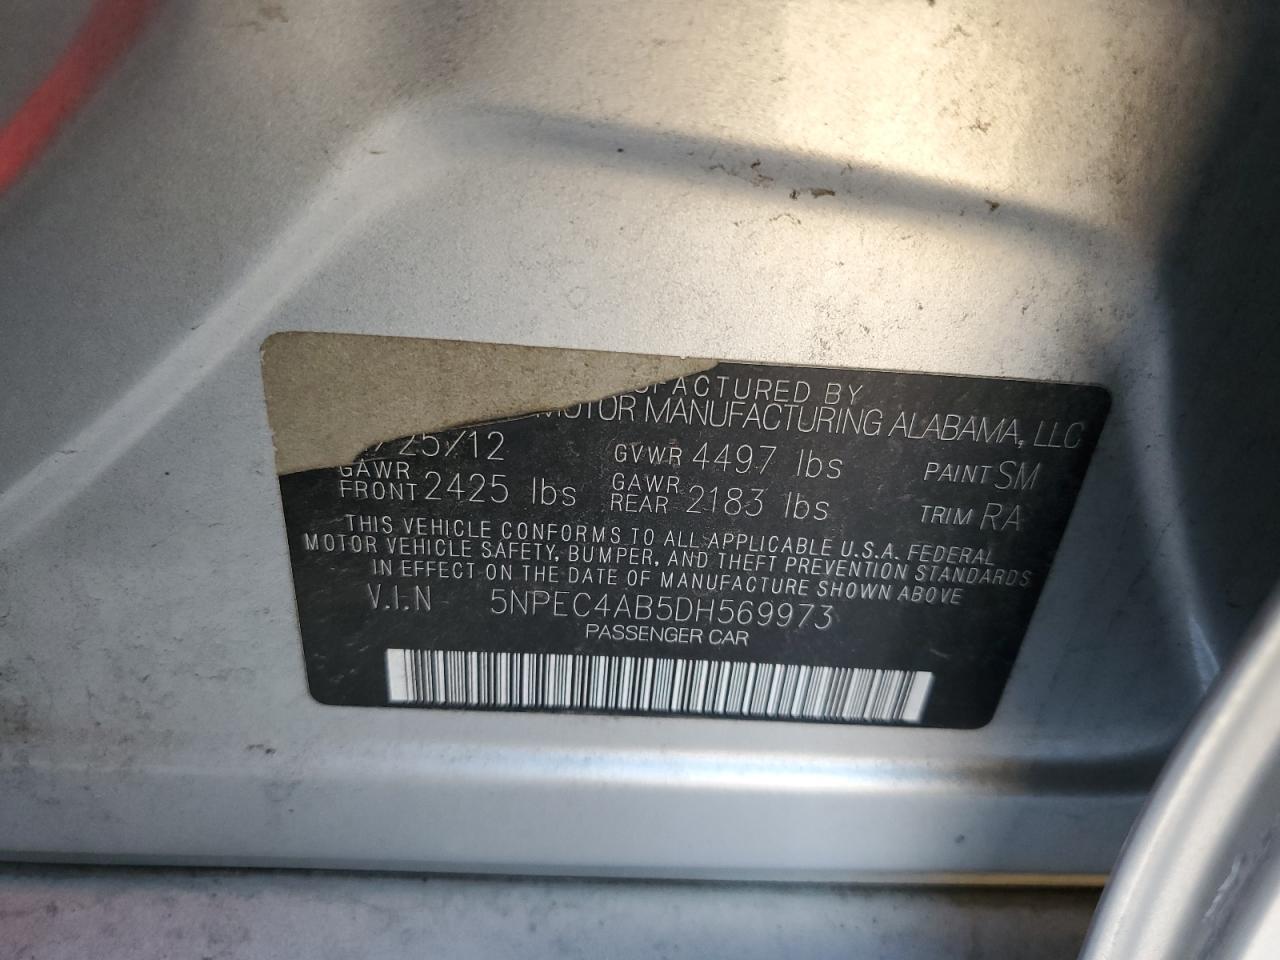 MANUFACTURED BY
MOTOR MANUFACTURING ALABAMA, LLC
/25/12 GVWR 4497 lbs PAINT SM
GAWR FRONT 2425 lbs GAWR REAR 2183 lbs TRIM RA
THIS VEHICLE CONFORMS TO ALL APPLICABLE U.S.A. FEDERAL
MOTOR VEHICLE SAFETY, BUMPER, AND THEFT PREVENTION STANDARDS
IN EFFECT ON THE DATE OF MANUFACTURE SHOWN ABOVE
V.I.N 5NPEC4AB5DH569973
PASSENGER CAR